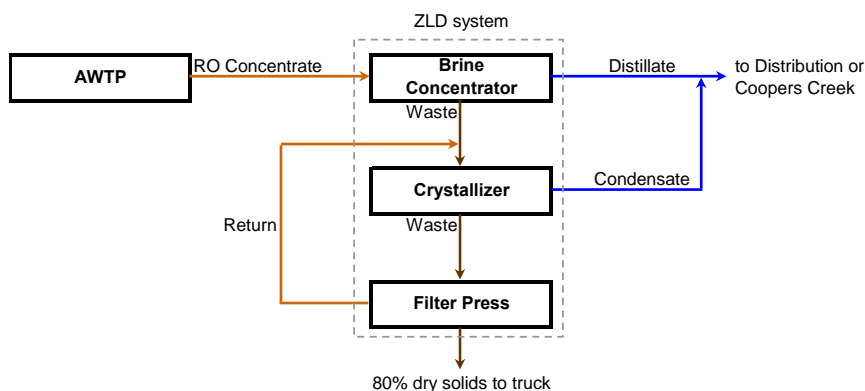 ZLD system
AWTP
RO Concentrate
Brine
Concentrator
Distillate
to Distribution or
Coopers Creek
Waste
Crystallizer
Condensate
Waste
Return
Filter Press
80% dry solids to truck